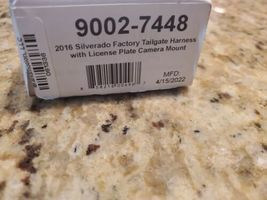 9002-7448
2016 Silverado Factory Tailgate Harness
with License Plate Camera Mount
MFD:
4/15/2022